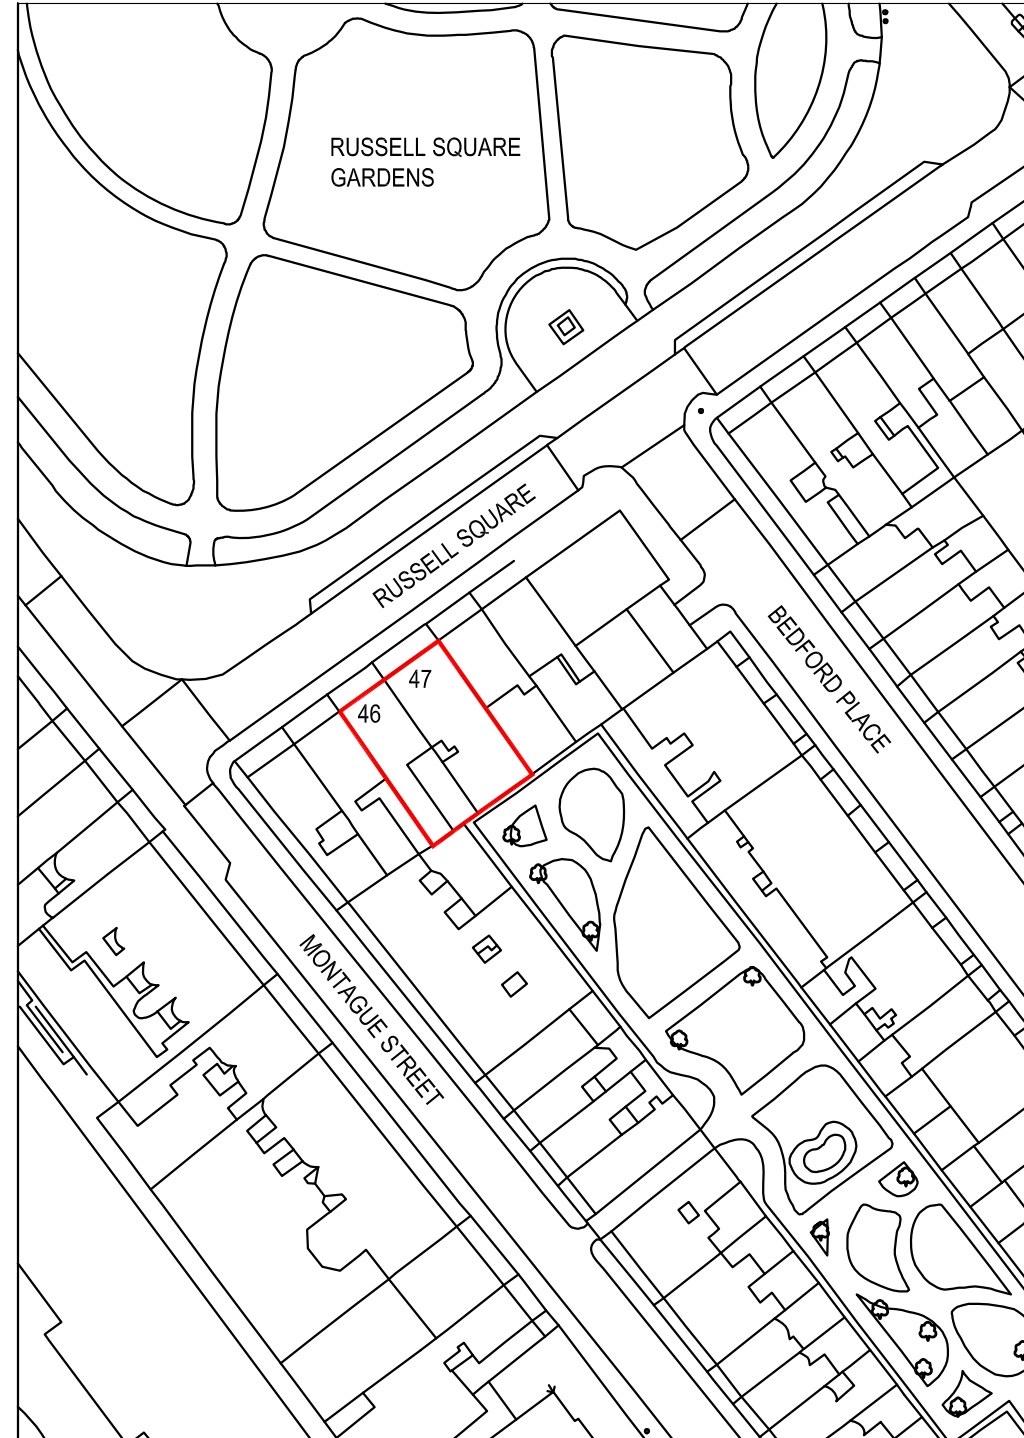 RUSSELL SQUARE
GARDENS
RUSSELL SQUARE
BEDFORD PLACE
47
46
MONTAGUE STREET